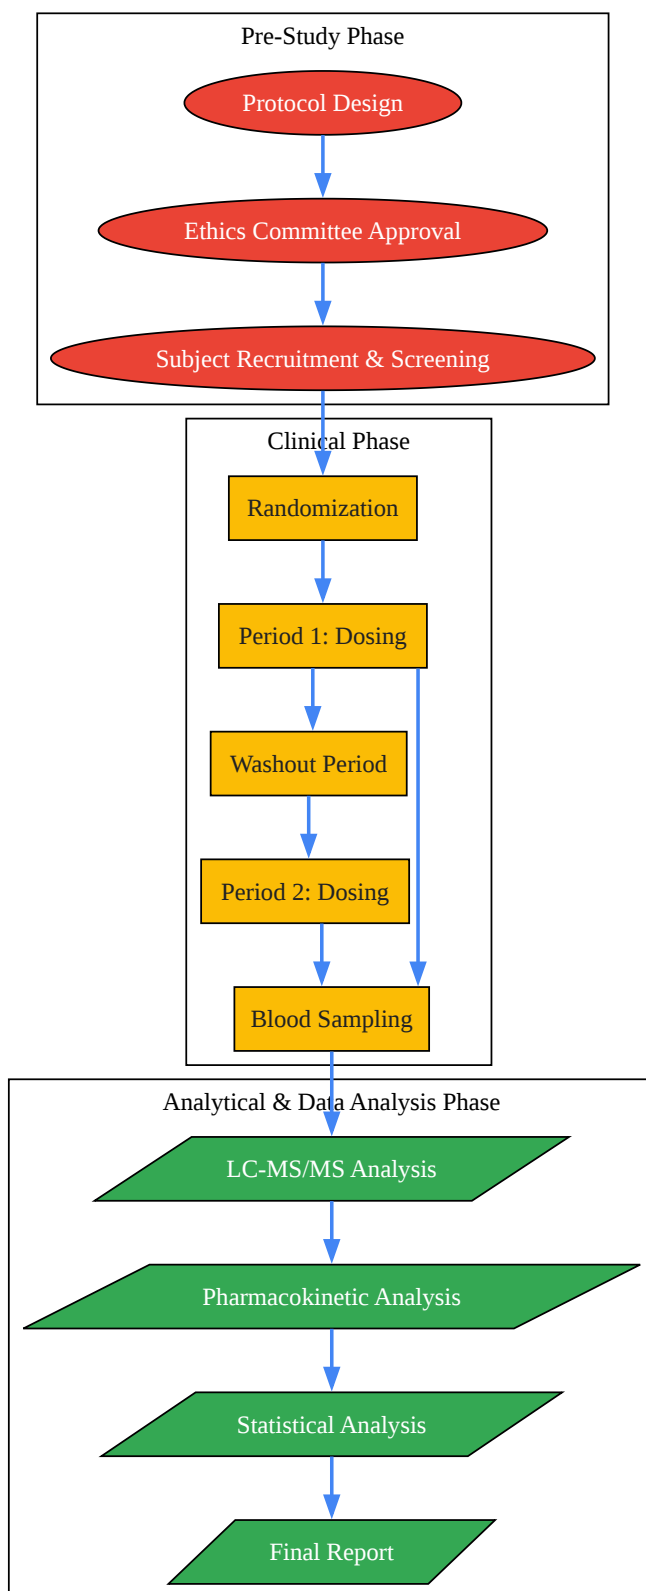 Pre-Study Phase
Protocol Design
Ethics Committee Approval
Subject Recruitment & Screening
Clinical Phase
Randomization
Period 1: Dosing
Washout Period
Period 2: Dosing
Blood Sampling
Analytical & Data Analysis Phase
LC-MS/MS Analysis
Pharmacokinetic Analysis
Statistical Analysis
Final Report